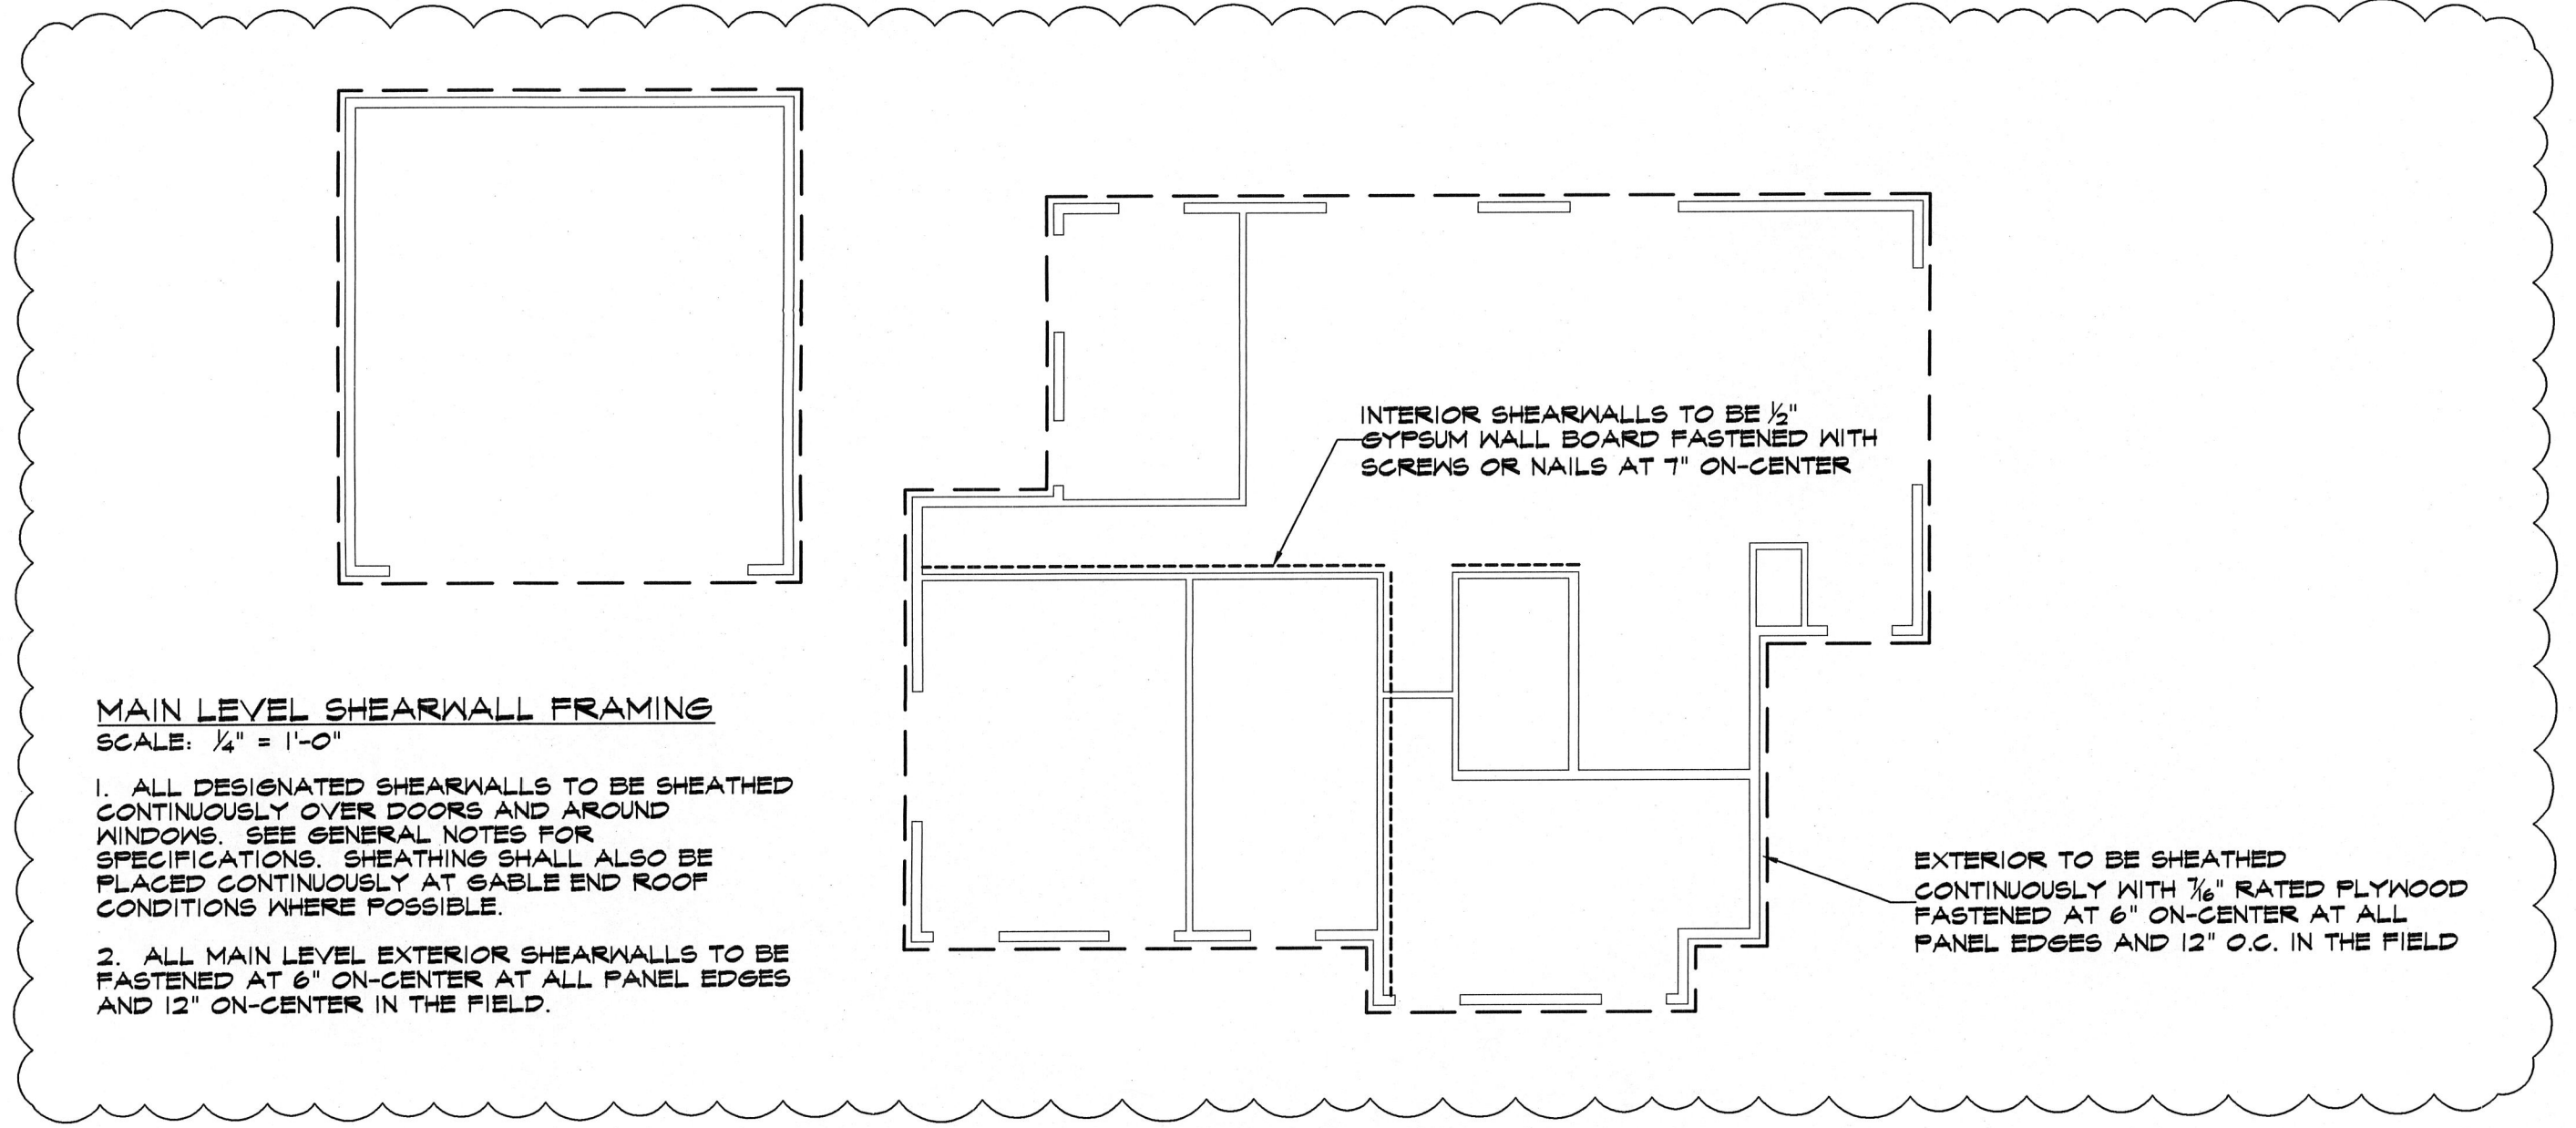 INTERIOR SHEARWALLS TO BE 1/2"
GYPSUM WALL BOARD FASTENED WITH
SCREWS OR NAILS AT 7" ON-CENTER
MAIN LEVEL SHEARWALL FRAMING
SCALE: 1/4" = 1'-0"
1. ALL DESIGNATED SHEARWALLS TO BE SHEATHED
CONTINUOUSLY OVER DOORS AND AROUND
WINDOWS. SEE GENERAL NOTES FOR
SPECIFICATIONS. SHEATHING SHALL ALSO BE
PLACED CONTINUOUSLY AT GABLE END ROOF
CONDITIONS WHERE POSSIBLE.
2. ALL MAIN LEVEL EXTERIOR SHEARWALLS TO BE
FASTENED AT 6" ON-CENTER AT ALL PANEL EDGES
AND 12" ON-CENTER IN THE FIELD.
EXTERIOR TO BE SHEATHED
CONTINUOUSLY WITH 7/16" RATED PLYWOOD
FASTENED AT 6" ON-CENTER AT ALL
PANEL EDGES AND 12" O.C. IN THE FIELD